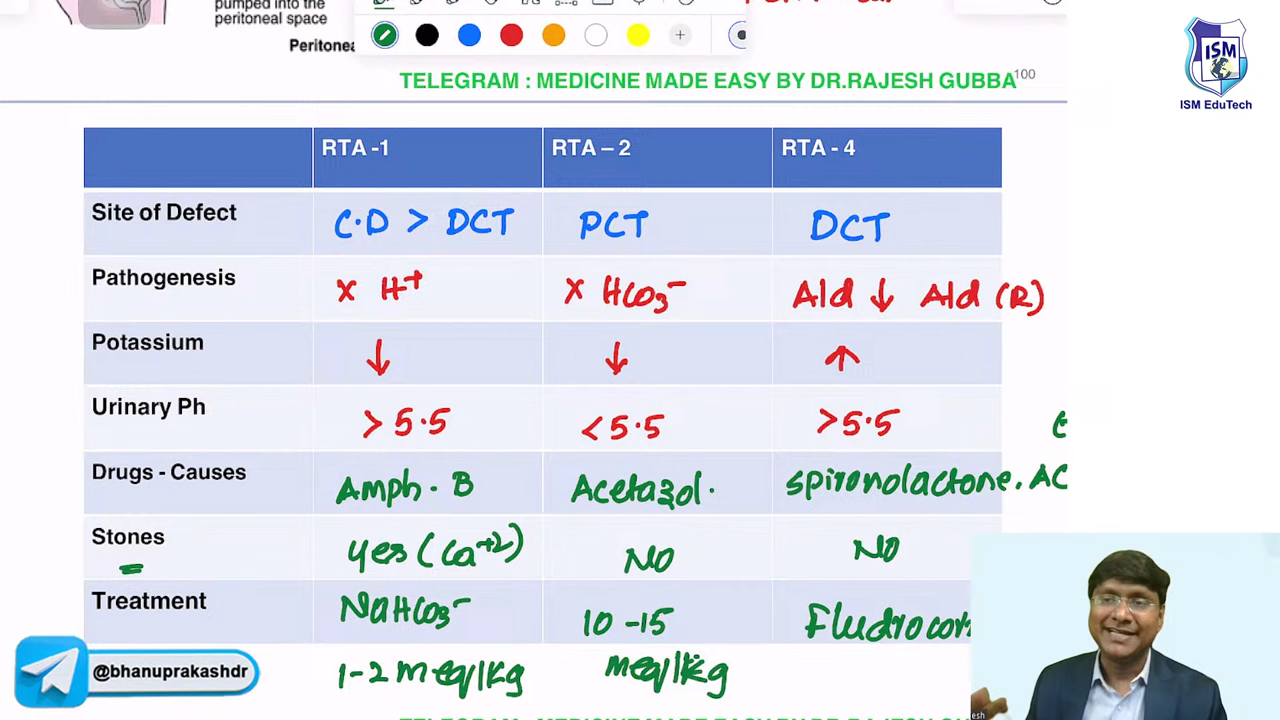 pumped into the
peritoneal space
Peritonea
TELEGRAM : MEDICINE MADE EASY BY DR.RAJESH GUBBA
100
ISM
ISM EduTech
RTA -1 RTA – 2 RTA - 4
Site of Defect C.D > DCT PCT DCT
Pathogenesis X H+ X HCO3- Ald ↓ Ald (R)
Potassium ↓ ↓ ↑
Urinary Ph > 5.5 < 5.5 > 5.5
Drugs - Causes Amph. B Acetazol. spironolactone. AC
Stones yes (Ca+2) NO NO
Treatment NaHCO3- 10 -15 Fludrocort
1-2 meq/kg meq/kg
@bhanuprakashdr